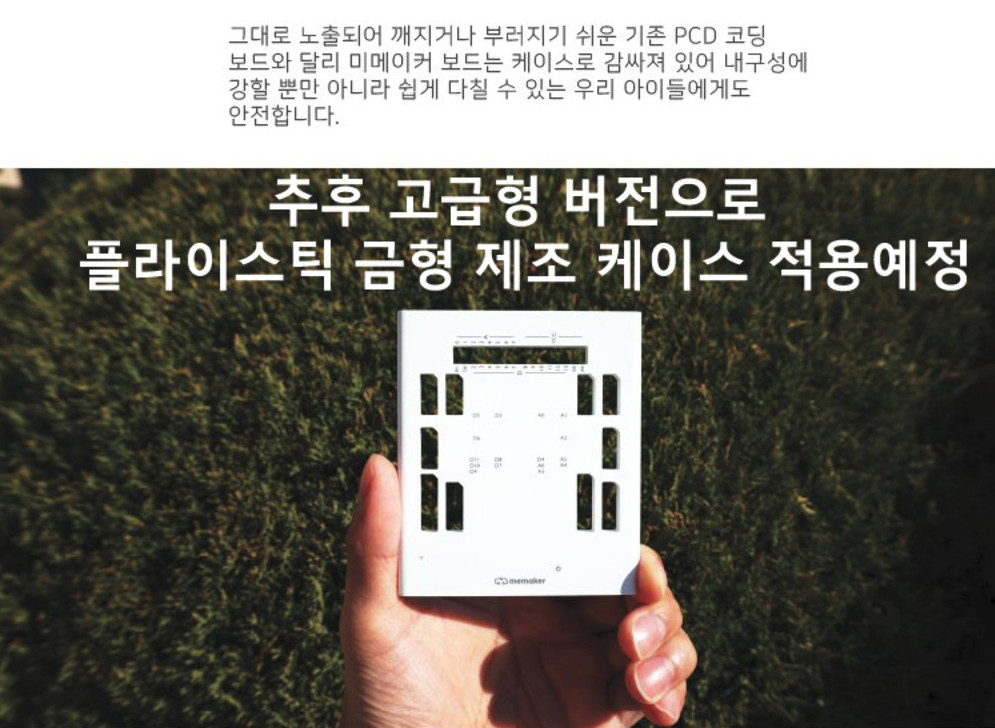 그대로 노출되어 깨지거나 부러지기 쉬운 기존 PCD 코딩
보드와 달리 미메이커 보드는 케이스로 감싸져 있어 내구성에
강할 뿐만 아니라 쉽게 다칠 수 있는 우리 아이들에게도
안전합니다.
추후 고급형 버전으로
플라이스틱 금형 제조 케이스 적용예정
memaker